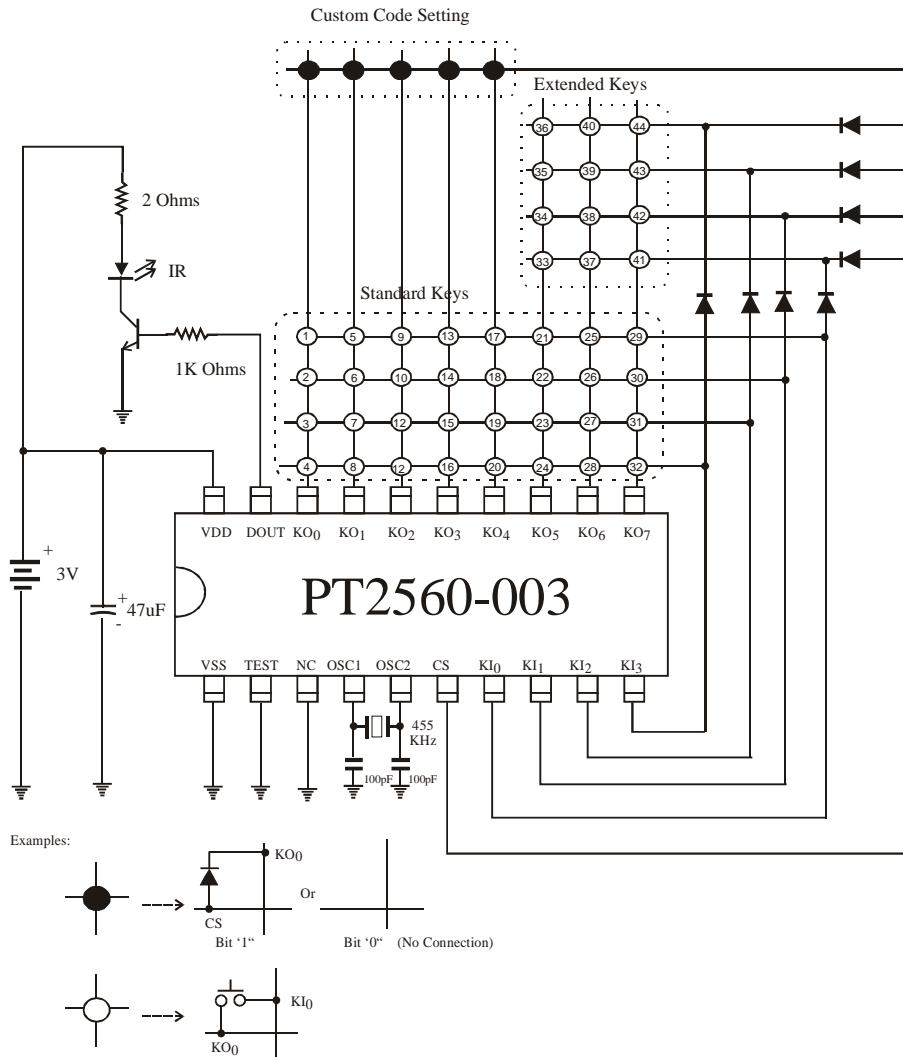 Custom Code Setting
Extended Keys
36 40 44
35 39 43
34 38 42
33 37 41
2 Ohms
IR
1K Ohms
Standard Keys
1 5 9 13 17 21 25 29
2 6 10 14 18 22 26 30
3 7 12 15 19 23 27 31
4 8 12 16 20 24 28 32
VDD DOUT KO0 KO1 KO2 KO3 KO4 KO5 KO6 KO7
+
3V
+
47uF
-
PT2560-003
VSS TEST NC OSC1 OSC2 CS KI0 KI1 KI2 KI3
455
KHz
100pF 100pF
Examples:
KO0
CS
Bit ‘1“
Or
Bit ‘0“ (No Connection)
KI0
KO0